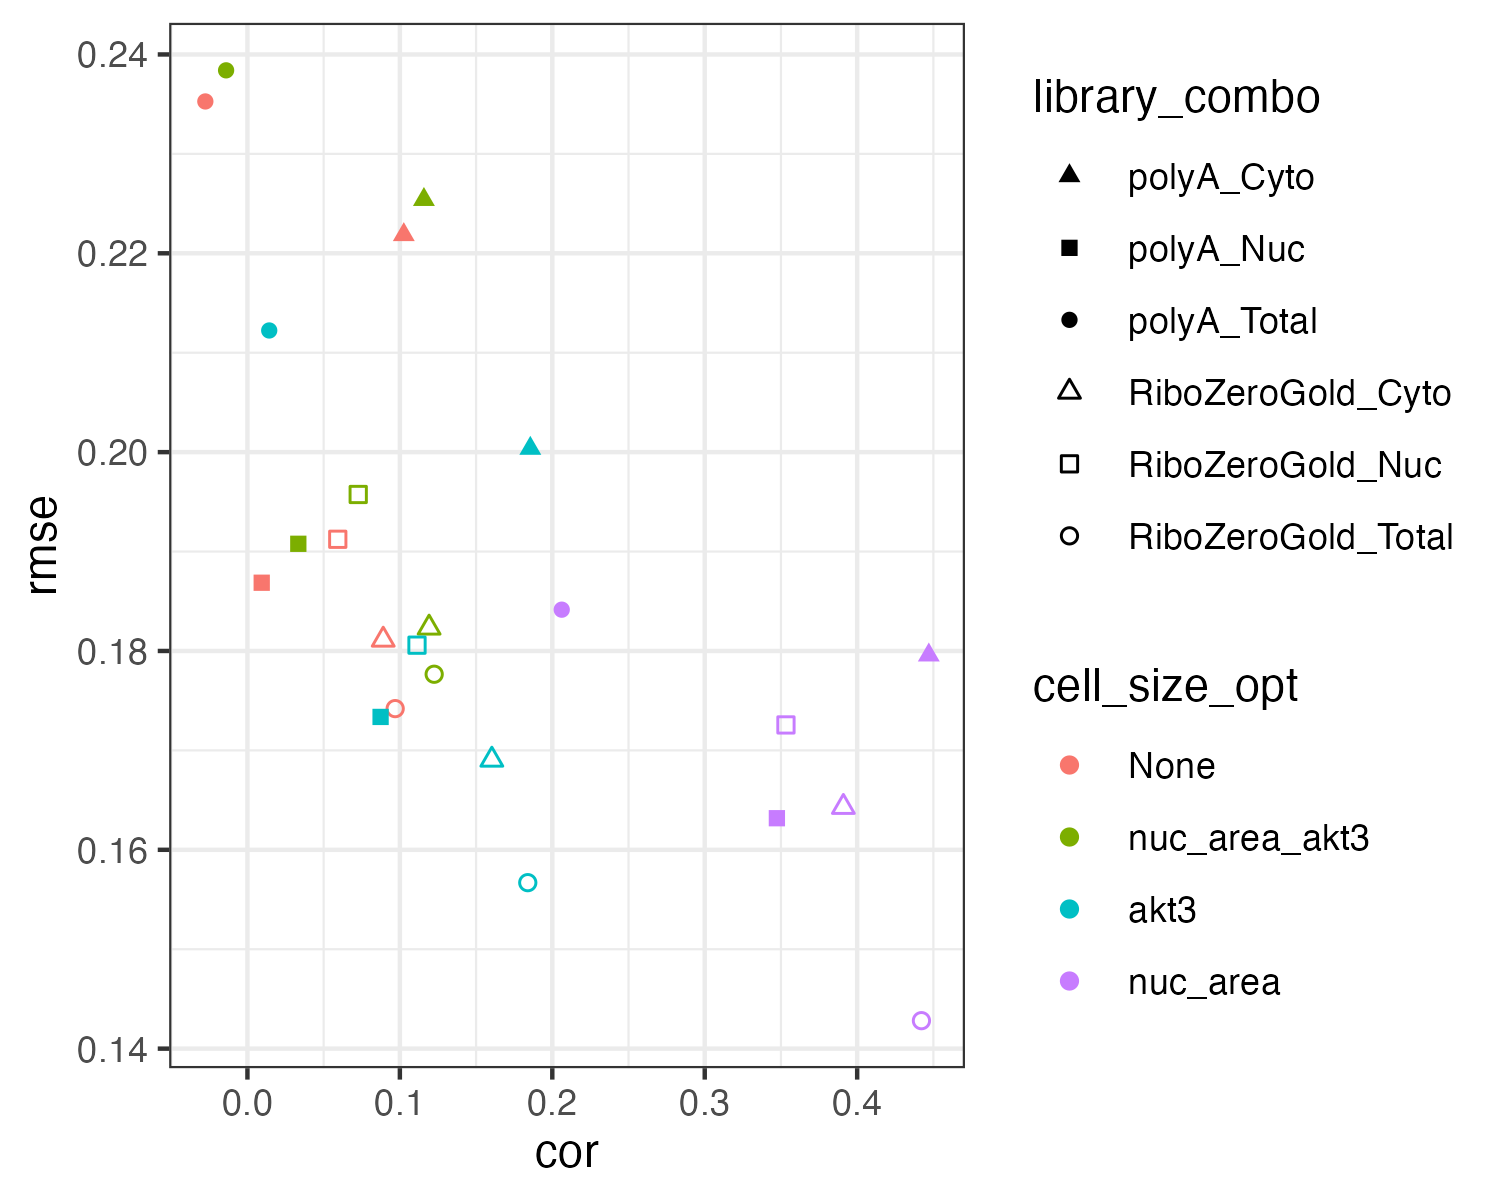 0.24
0.22
0.20
0.18
0.16
0.14
rmse
0.0
0.1
0.2
0.3
0.4
cor
library_combo
polyA_Cyto
polyA_Nuc
polyA_Total
RiboZeroGold_Cyto
RiboZeroGold_Nuc
RiboZeroGold_Total
cell_size_opt
None
nuc_area_akt3
akt3
nuc_area